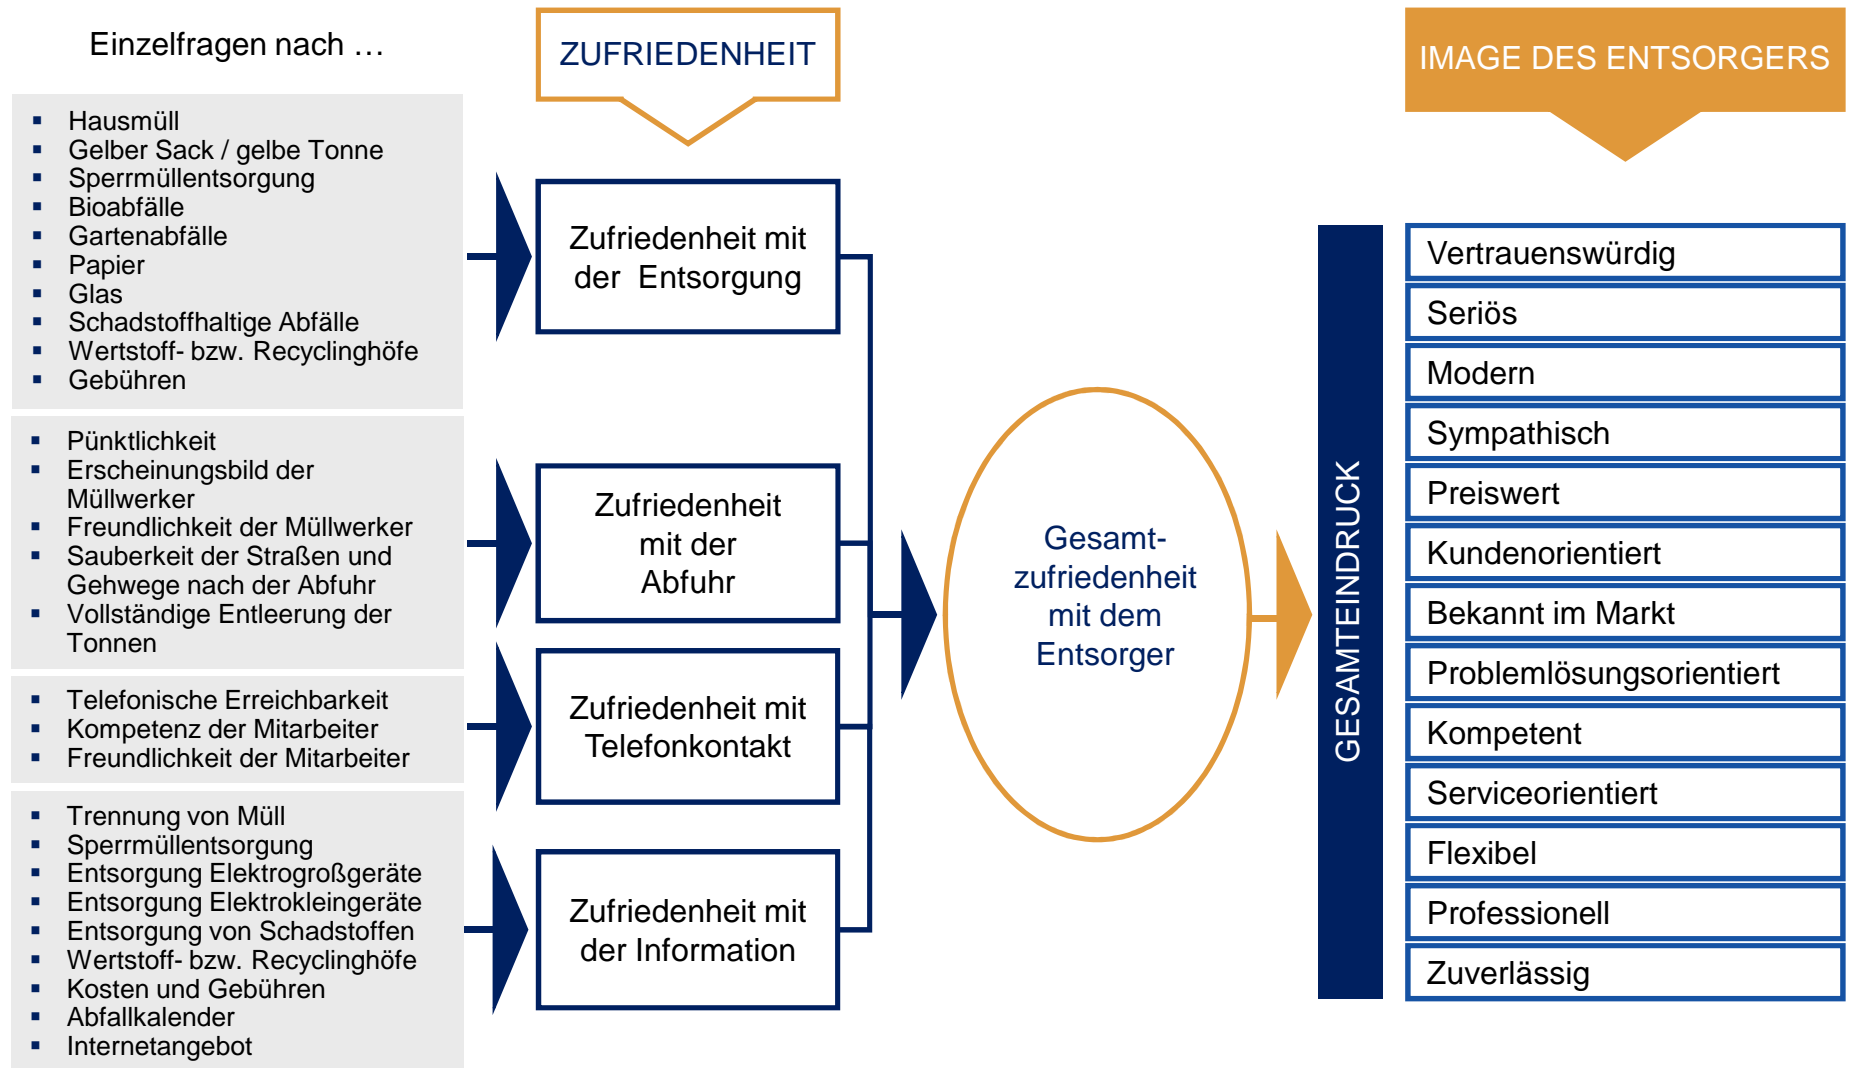 Einzelfragen nach …
ZUFRIEDENHEIT
IMAGE DES ENTSORGERS
▪ Hausmüll
▪ Gelber Sack / gelbe Tonne
▪ Sperrmüllentsorgung
▪ Bioabfälle
▪ Gartenabfälle
▪ Papier
▪ Glas
▪ Schadstoffhaltige Abfälle
▪ Wertstoff- bzw. Recyclinghöfe
▪ Gebühren
▪ Pünktlichkeit
▪ Erscheinungsbild der
Müllwerker
▪ Freundlichkeit der Müllwerker
▪ Sauberkeit der Straßen und
Gehwege nach der Abfuhr
▪ Vollständige Entleerung der
Tonnen
▪ Telefonische Erreichbarkeit
▪ Kompetenz der Mitarbeiter
▪ Freundlichkeit der Mitarbeiter
▪ Trennung von Müll
▪ Sperrmüllentsorgung
▪ Entsorgung Elektrogroßgeräte
▪ Entsorgung Elektrokleingeräte
▪ Entsorgung von Schadstoffen
▪ Wertstoff- bzw. Recyclinghöfe
▪ Kosten und Gebühren
▪ Abfallkalender
▪ Internetangebot
Zufriedenheit mit
der Entsorgung
Zufriedenheit
mit der
Abfuhr
Zufriedenheit mit
Telefonkontakt
Zufriedenheit mit
der Information
Gesamt-
zufriedenheit
mit dem
Entsorger
GESAMTEINDRUCK
Vertrauenswürdig
Seriös
Modern
Sympathisch
Preiswert
Kundenorientiert
Bekannt im Markt
Problemlösungsorientiert
Kompetent
Serviceorientiert
Flexibel
Professionell
Zuverlässig